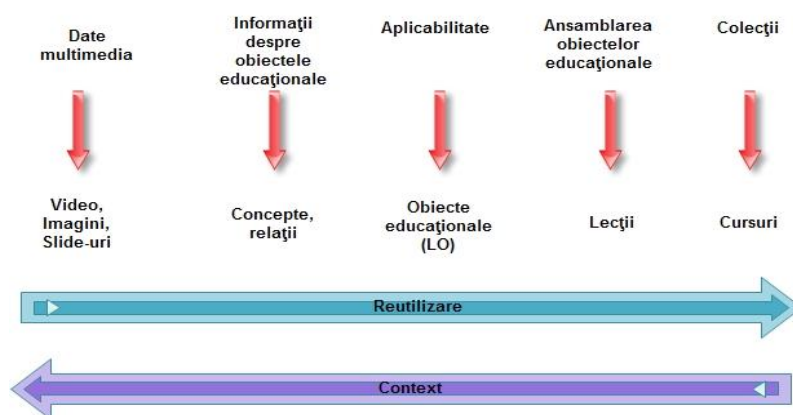 Date
multimedia
Informaţii
despre
obiectele
educaţionale
Aplicabilitate
Ansamblarea
obiectelor
educaţionale
Colecţii
Video,
Imagini,
Slide-uri
Concepte,
relaţii
Obiecte
educaţionale
(LO)
Lecţii
Cursuri
Reutilizare
Context